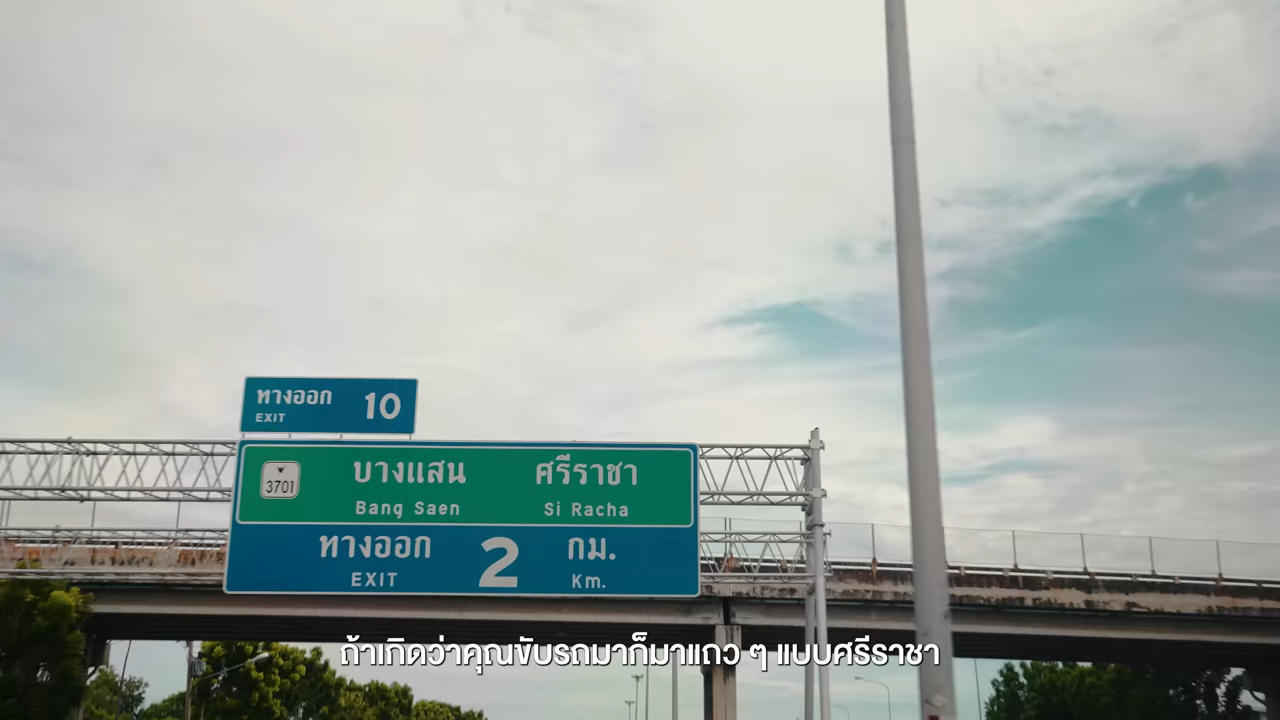 ทางออก 10
EXIT
3701 บางแสน ศรีราชา
Bang Saen Si Racha
ทางออก 2 กม.
EXIT Km.
ถ้าเกิดว่าคุณขับรถมาก็มาแถว ๆ แบบศรีราชา